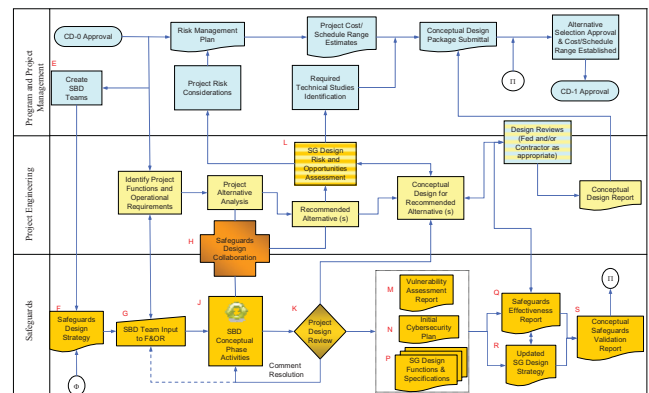 Program and Project
Management
CD-0 Approval
Risk Management
Plan
Project Cost/
Schedule Range
Estimates
Conceptual Design
Package Submittal
Alternative
Selection Approval
& Cost/Schedule
Range Established
E
Create
SBD
Teams
Project Risk
Considerations
Required
Technical Studies
Identification
Π
CD-1 Approval
Project Engineering
L
SG Design
Risk and
Opportunities
Assessment
Design Reviews
(Fed and/or
Contractor as
appropriate)
Identify Project
Functions and
Operational
Requirements
Project
Alternative
Analysis
Recommended
Alternative (s)
Conceptual
Design for
Recommended
Alternative (s)
Conceptual
Design Report
H
Safeguards
Design
Collaboration
Safeguards
F
Safeguards
Design
Strategy
G
SBD Team Input
to F&OR
J
SBD
Conceptual
Phase
Activities
K
Project
Design
Review
M
Vulnerability
Assessment
Report
N
Initial
Cybersecurity
Plan
P
SG Design
Functions &
Specifications
Q
Safeguards
Effectiveness
Report
R
Updated
SG Design
Strategy
S
Conceptual
Safeguards
Validation
Report
Π
Comment
Resolution
Φ